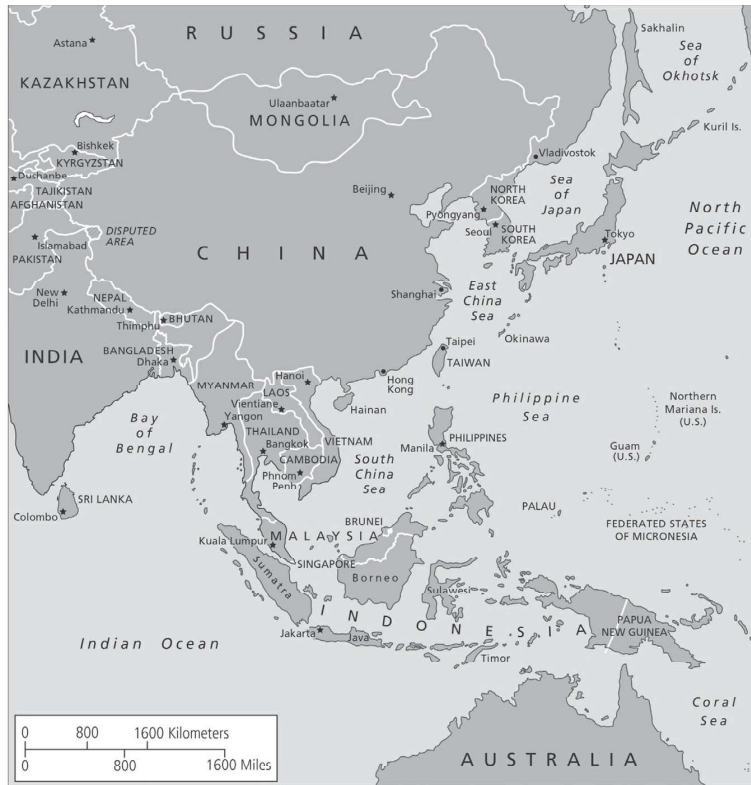 RUSSIA
Sakhalin
Astana
Sea
of
Okhotsk
KAZAKHSTAN
Ulaanbaatar
MONGOLIA
Kuril Is.
Bishkek
KYRGYZSTAN
Vladivostok
Duchanbe
TAJIKISTAN
AFGHANISTAN
Beijing
NORTH
KOREA
Sea
of
Japan
North
Pacific
Ocean
Pyongyang
Seoul
SOUTH
KOREA
Tokyo
JAPAN
DISPUTED
AREA
Islamabad
PAKISTAN
CHINA
New
Delhi
NEPAL
Kathmandu
Thimphu
BHUTAN
Shanghai
East
China
Sea
Okinawa
INDIA
BANGLADESH
Dhaka
Taipei
TAIWAN
MYANMAR
Hanoi
LAOS
Hong
Kong
Hainan
Vientiane
Yangon
Philippine
Sea
Northern
Mariana Is.
(U.S.)
Bay
of
Bengal
THAILAND
Bangkok
VIETNAM
CAMBODIA
Phnom
Penh
South
China
Sea
Manila
PHILIPPINES
Guam
(U.S.)
SRI LANKA
Colombo
PALAU
FEDERATED STATES
OF MICRONESIA
BRUNEI
MALAYSIA
Kuala Lumpur
SINGAPORE
Sumatra
Borneo
Sulawesi
INDONESIA
PAPUA
NEW GUINEA
Indian Ocean
Jakarta
Java
Timor
Coral
Sea
AUSTRALIA
0 800 1600 Kilometers
0 800 1600 Miles